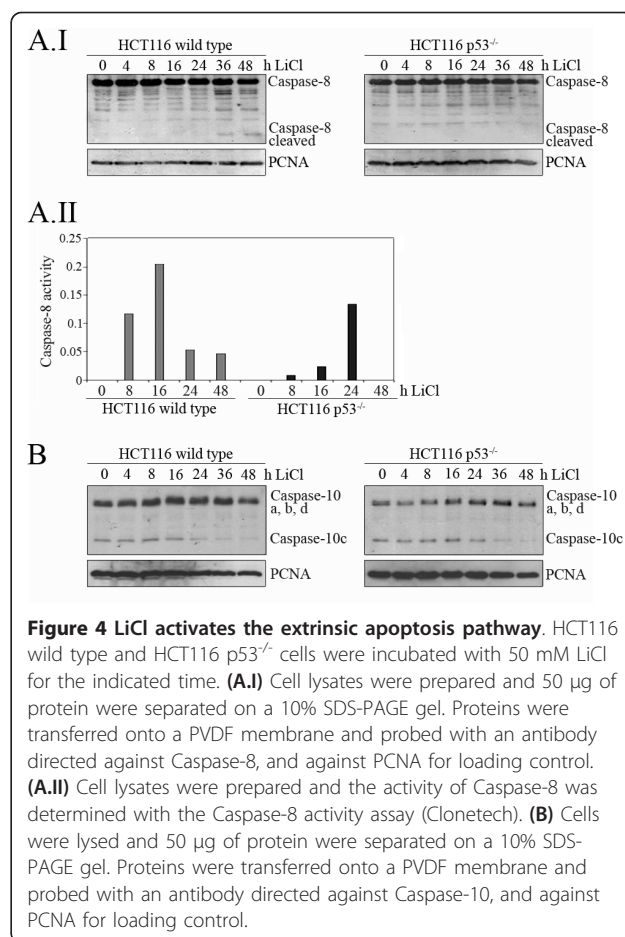 A.I
HCT116 wild type
HCT116 p53-/-
0 4 8 16 24 36 48 h LiCl
0 4 8 16 24 36 48 h LiCl
Caspase-8
Caspase-8
Caspase-8
cleaved
Caspase-8
cleaved
PCNA
PCNA
A.II
Caspase-8 activity
0.25
0.2
0.15
0.1
0.05
0
0 8 16 24 48 0 8 16 24 48 h LiCl
HCT116 wild type
HCT116 p53-/-
B
HCT116 wild type
HCT116 p53-/-
0 4 8 16 24 36 48 h LiCl
0 4 8 16 24 36 48 h LiCl
Caspase-10
a, b, d
Caspase-10
a, b, d
Caspase-10c
Caspase-10c
PCNA
PCNA
Figure 4 LiCl activates the extrinsic apoptosis pathway. HCT116
wild type and HCT116 p53-/- cells were incubated with 50 mM LiCl
for the indicated time. (A.I) Cell lysates were prepared and 50 μg of
protein were separated on a 10% SDS-PAGE gel. Proteins were
transferred onto a PVDF membrane and probed with an antibody
directed against Caspase-8, and against PCNA for loading control.
(A.II) Cell lysates were prepared and the activity of Caspase-8 was
determined with the Caspase-8 activity assay (Clonetech). (B) Cells
were lysed and 50 μg of protein were separated on a 10% SDS-
PAGE gel. Proteins were transferred onto a PVDF membrane and
probed with an antibody directed against Caspase-10, and against
PCNA for loading control.